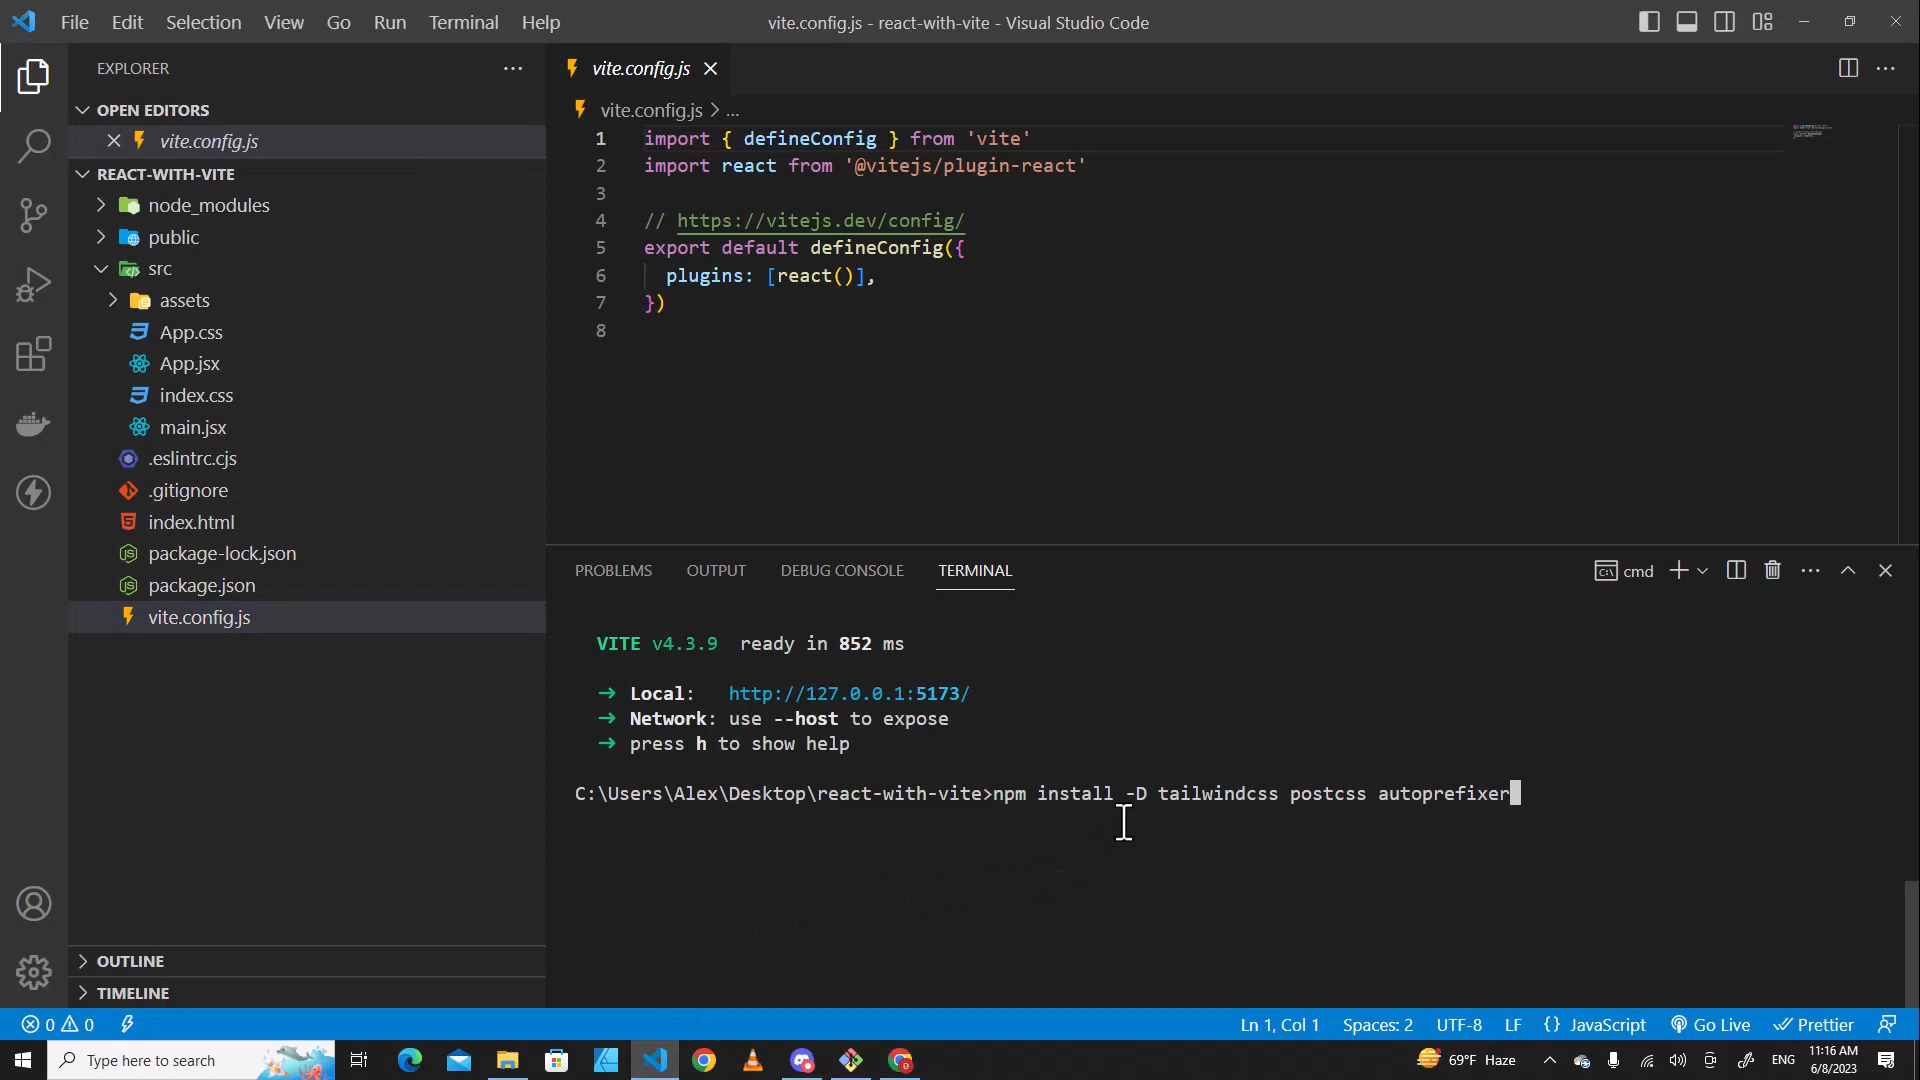 File Edit Selection View Go Run Terminal Help
vite.config.js - react-with-vite - Visual Studio Code
EXPLORER
OPEN EDITORS
vite.config.js
REACT-WITH-VITE
node_modules
public
src
assets
App.css
App.jsx
index.css
main.jsx
.eslintrc.cjs
.gitignore
index.html
package-lock.json
package.json
vite.config.js
OUTLINE
TIMELINE
vite.config.js
vite.config.js > ...
1 import { defineConfig } from 'vite'
2 import react from '@vitejs/plugin-react'
3
4 // https://vitejs.dev/config/
5 export default defineConfig({
6 plugins: [react()],
7 })
8
PROBLEMS OUTPUT DEBUG CONSOLE TERMINAL
cmd
VITE v4.3.9 ready in 852 ms
➜ Local: http://127.0.0.1:5173/
➜ Network: use --host to expose
➜ press h to show help
C:\Users\Alex\Desktop\react-with-vite>npm install -D tailwindcss postcss autoprefixer
0 0
Ln 1, Col 1 Spaces: 2 UTF-8 LF {} JavaScript Go Live Prettier
Type here to search
69°F Haze
ENG
11:16 AM
6/8/2023